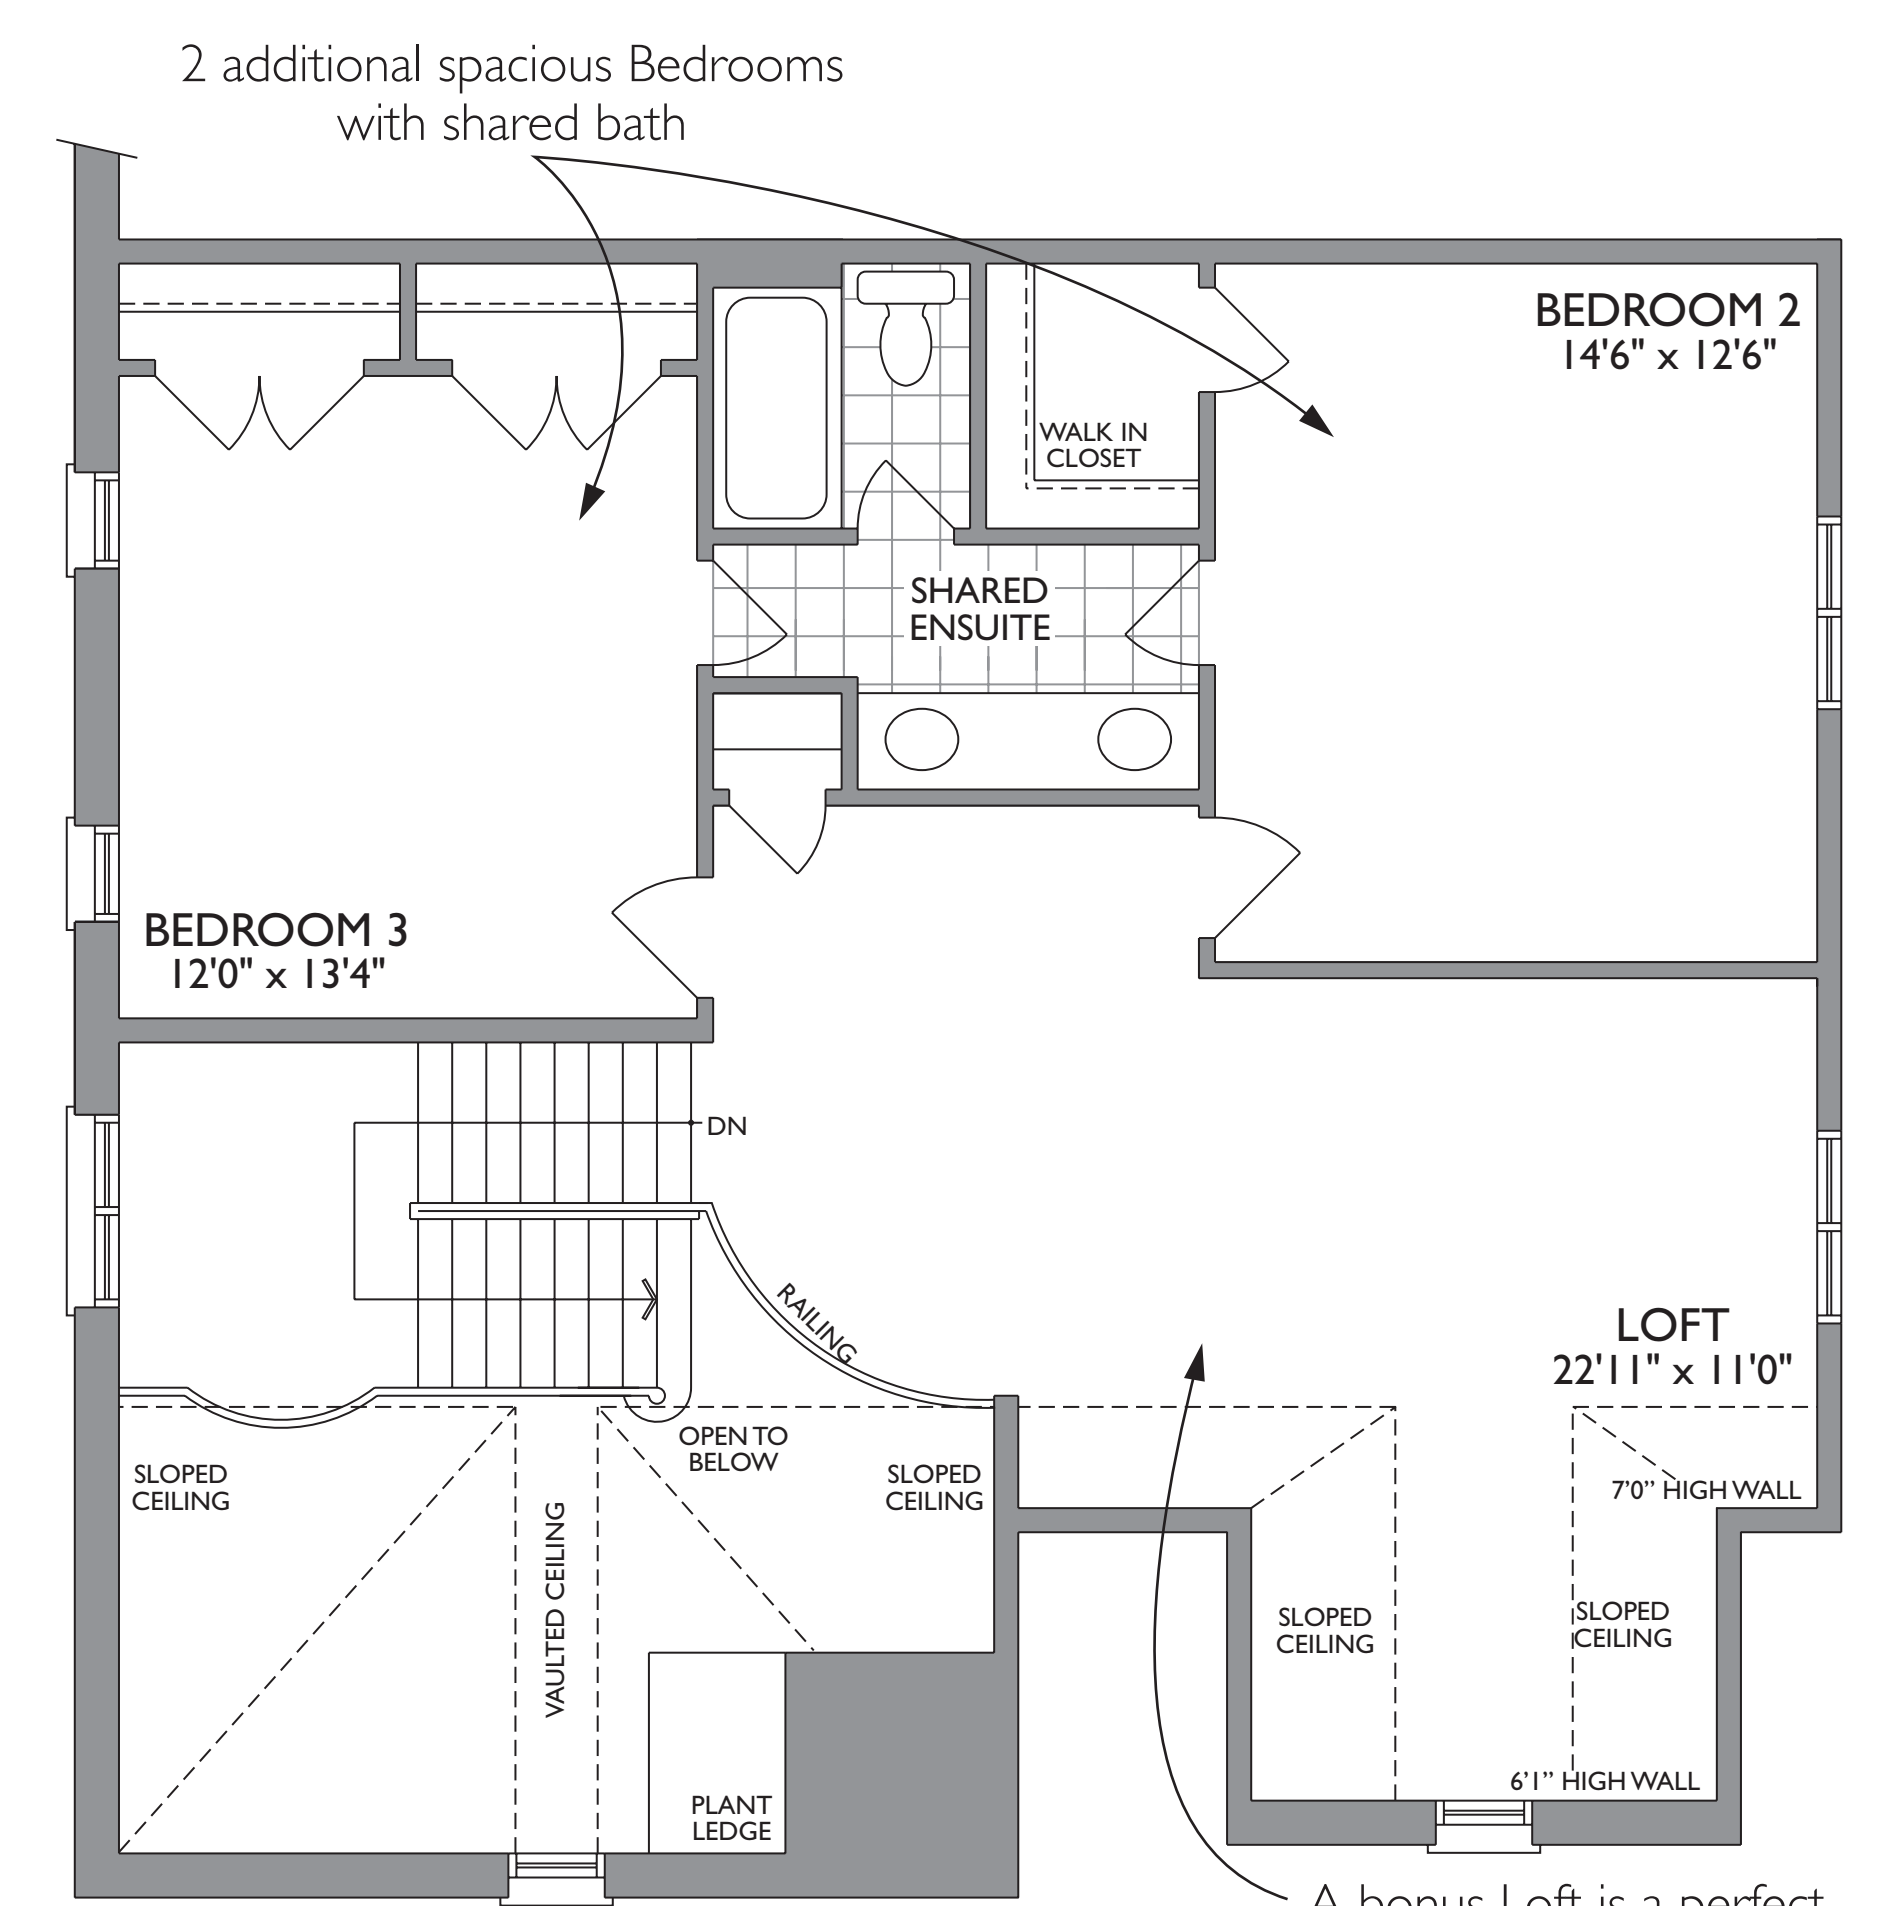 2 additional spacious Bedrooms
with shared bath
BEDROOM 2
14'6" x 12'6"
WALK IN
CLOSET
SHARED
ENSUITE
BEDROOM 3
12'0" x 13'4"
DN
RAILING
LOFT
22'11" x 11'0"
OPEN TO
BELOW
SLOPED
CEILING
SLOPED
CEILING
7'0" HIGH WALL
VAULTED CEILING
SLOPED
CEILING
SLOPED
CEILING
6'1" HIGH WALL
PLANT
LEDGE
A bonus Loft is a perfect